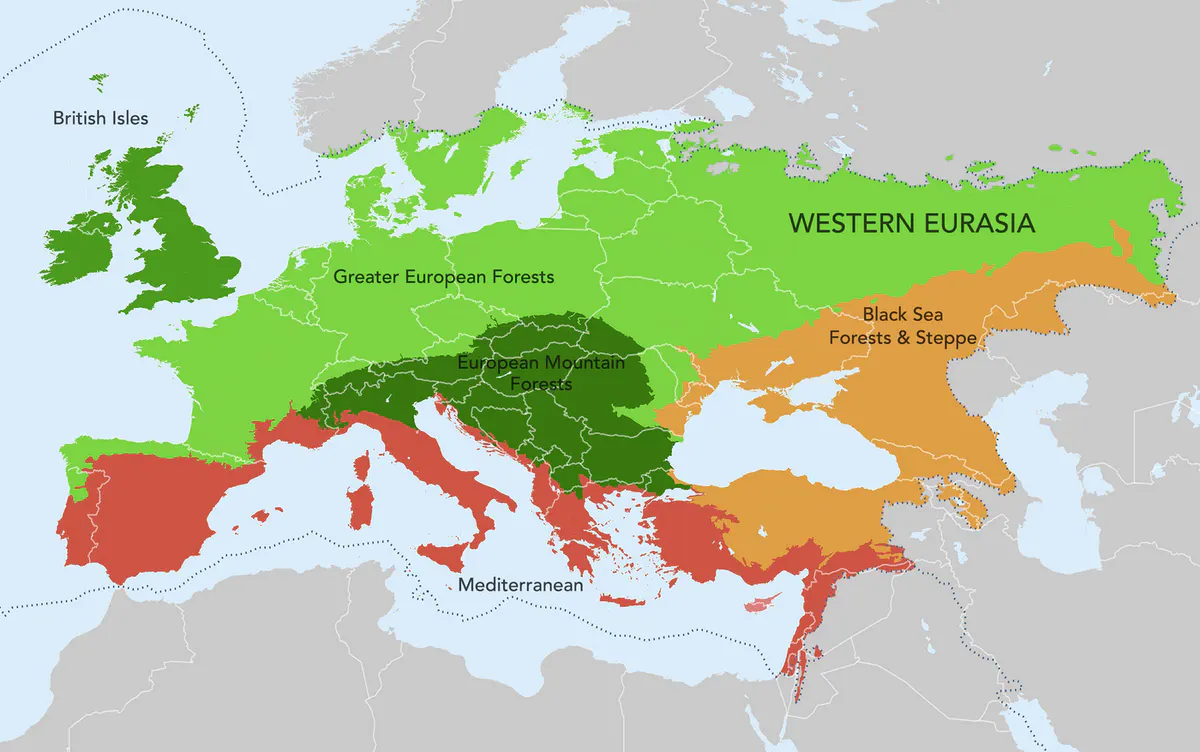 British Isles
WESTERN EURASIA
Greater European Forests
Black Sea
Forests & Steppe
European Mountain
Forests
Mediterranean